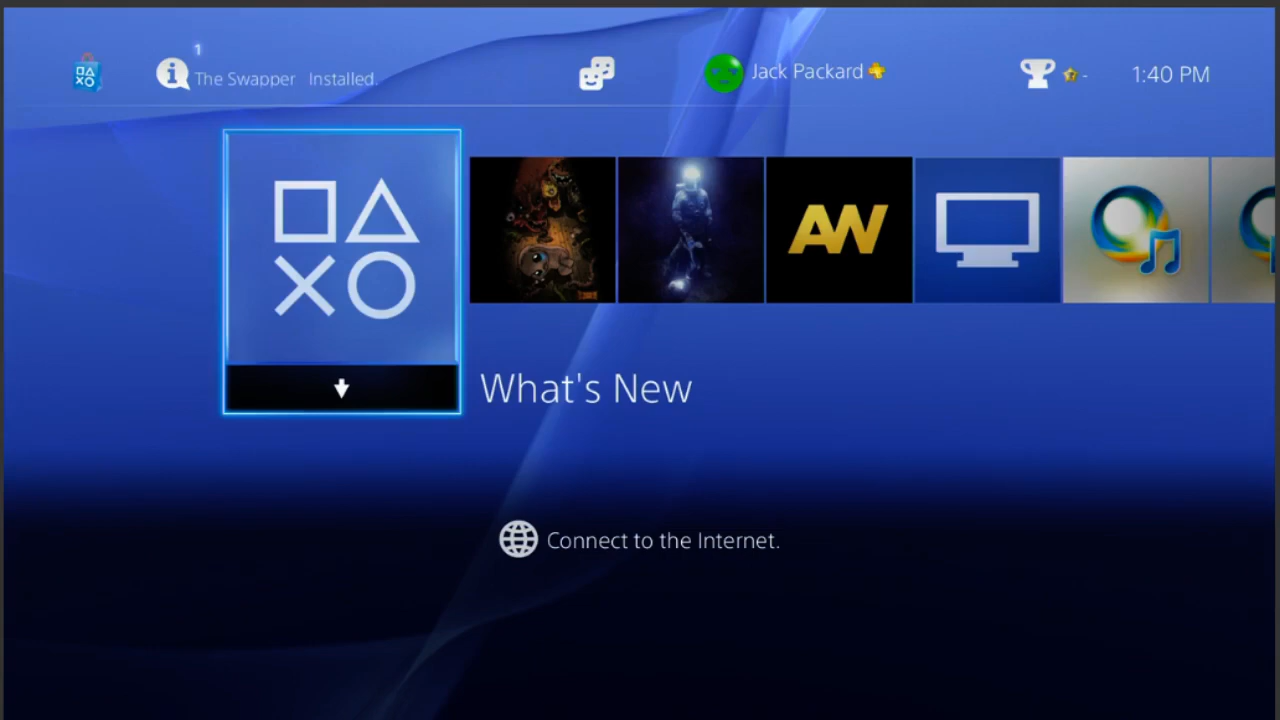 1
The Swapper Installed.
Jack Packard
-
1:40 PM
AW
What's New
Connect to the Internet.